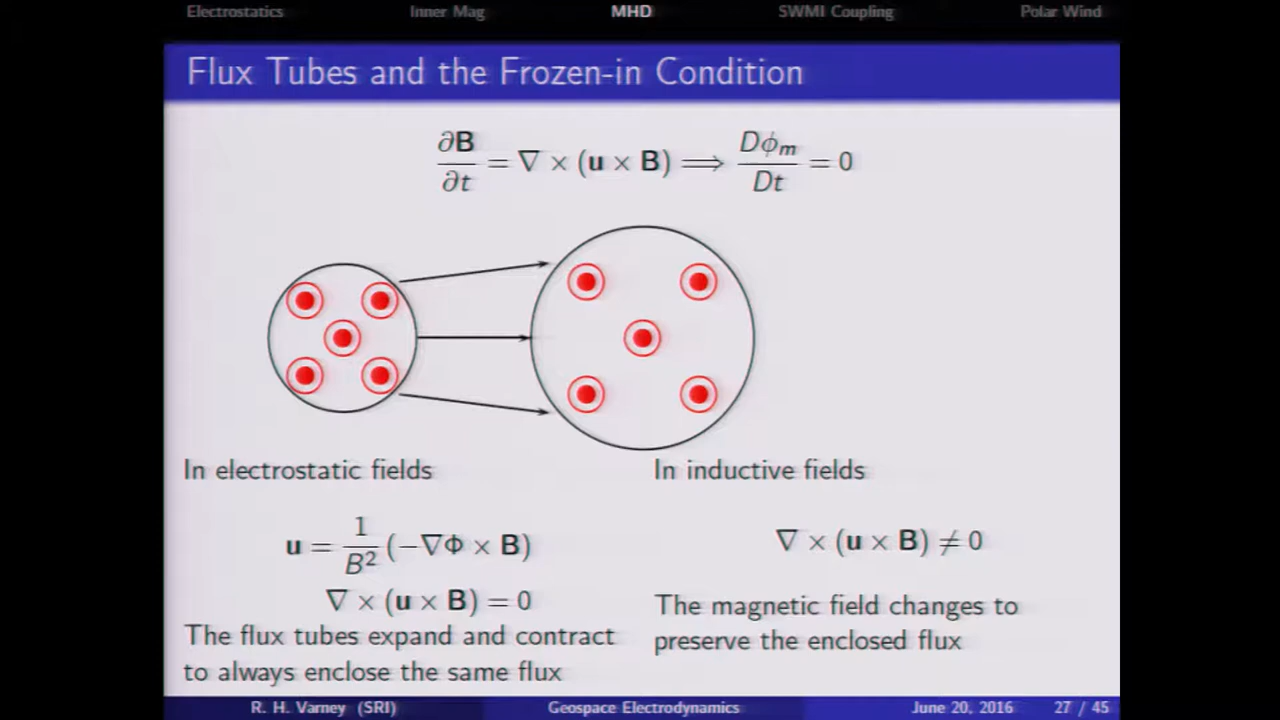 Electrostatics Inner Mag MHD SWMI Coupling Polar Wind
Flux Tubes and the Frozen-in Condition
∂B/∂t = ∇ × (u × B) ⟹ Dϕₘ/Dt = 0
In electrostatic fields
u = 1/B² (−∇Φ × B)
∇ × (u × B) = 0
The flux tubes expand and contract
to always enclose the same flux
In inductive fields
∇ × (u × B) ≠ 0
The magnetic field changes to
preserve the enclosed flux
R. H. Varney (SRI) Geospace Electrodynamics June 20, 2016 27 / 45